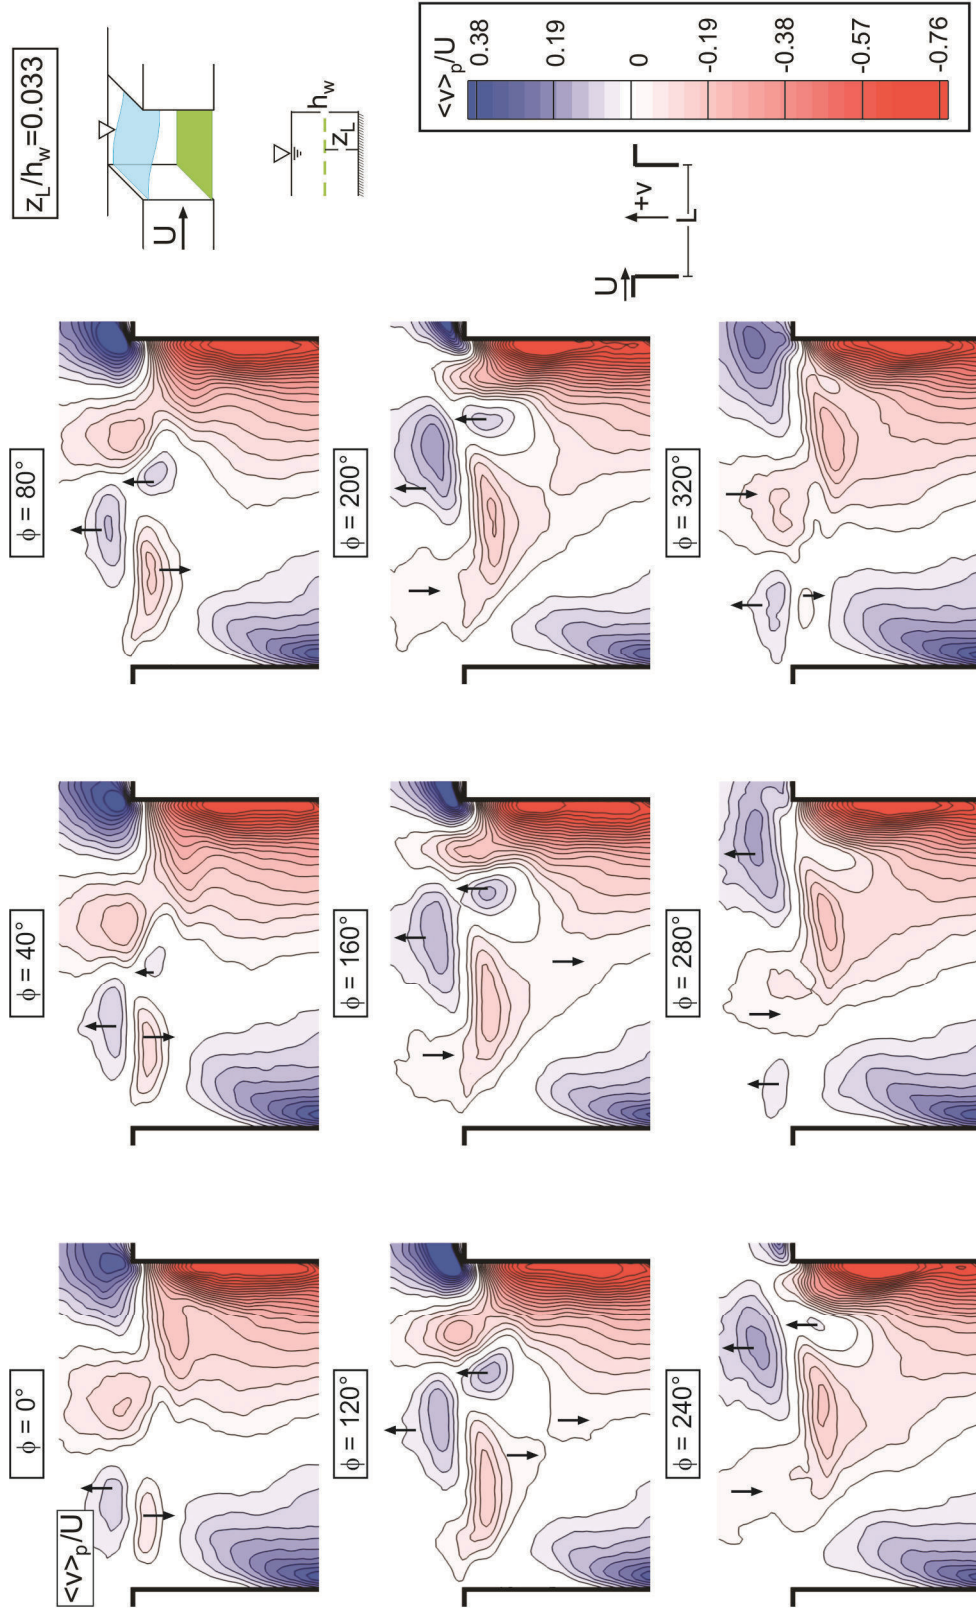 z_L/h_w=0.033
U
h_w
z_L
U
+v
L
<v>_p/U
0.38
0.19
0
-0.19
-0.38
-0.57
-0.76
<v>_p/U
ϕ = 0°
ϕ = 40°
ϕ = 80°
ϕ = 120°
ϕ = 160°
ϕ = 200°
ϕ = 240°
ϕ = 280°
ϕ = 320°